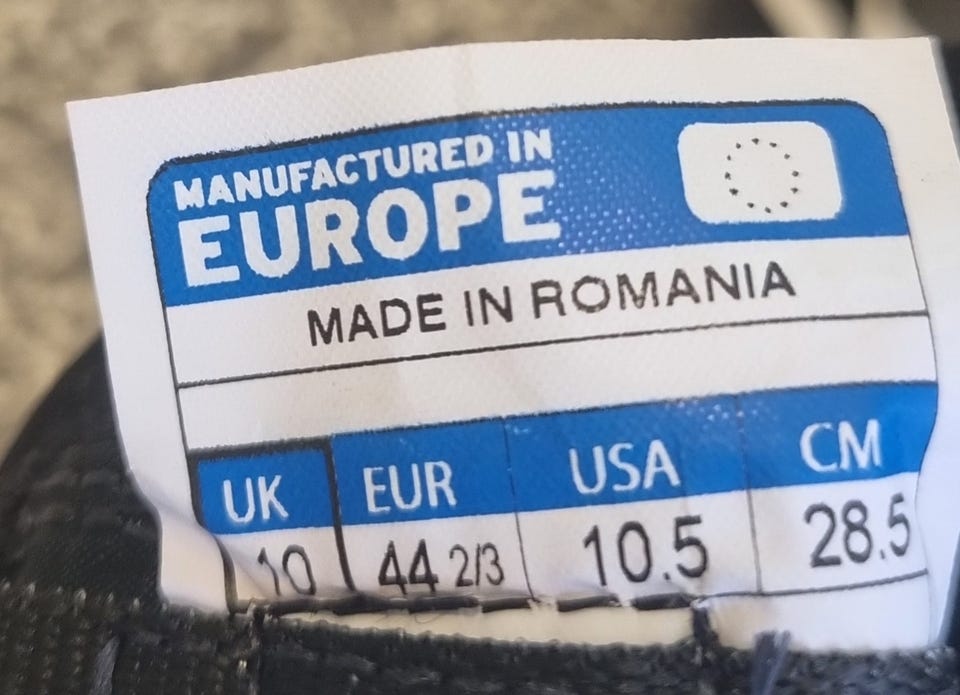 MANUFACTURED IN
EUROPE
MADE IN ROMANIA
UK EUR USA CM
10 44 2/3 10.5 28.5